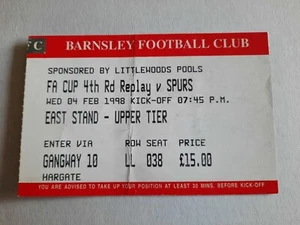 FC
BARNSLEY FOOTBALL CLUB
SPONSORED BY LITTLEWOODS POOLS
FA CUP 4th Rd Replay v SPURS
WED 04 FEB 1998 KICK-OFF 07:45 P.M.
EAST STAND - UPPER TIER
ENTER VIA ROW SEAT PRICE
GANGWAY 10 LL 038 £15.00
HARGATE
YOU ARE ADVISED TO TAKE UP YOUR POSITION AT LEAST 30 MINS. BEFORE KICK-OFF